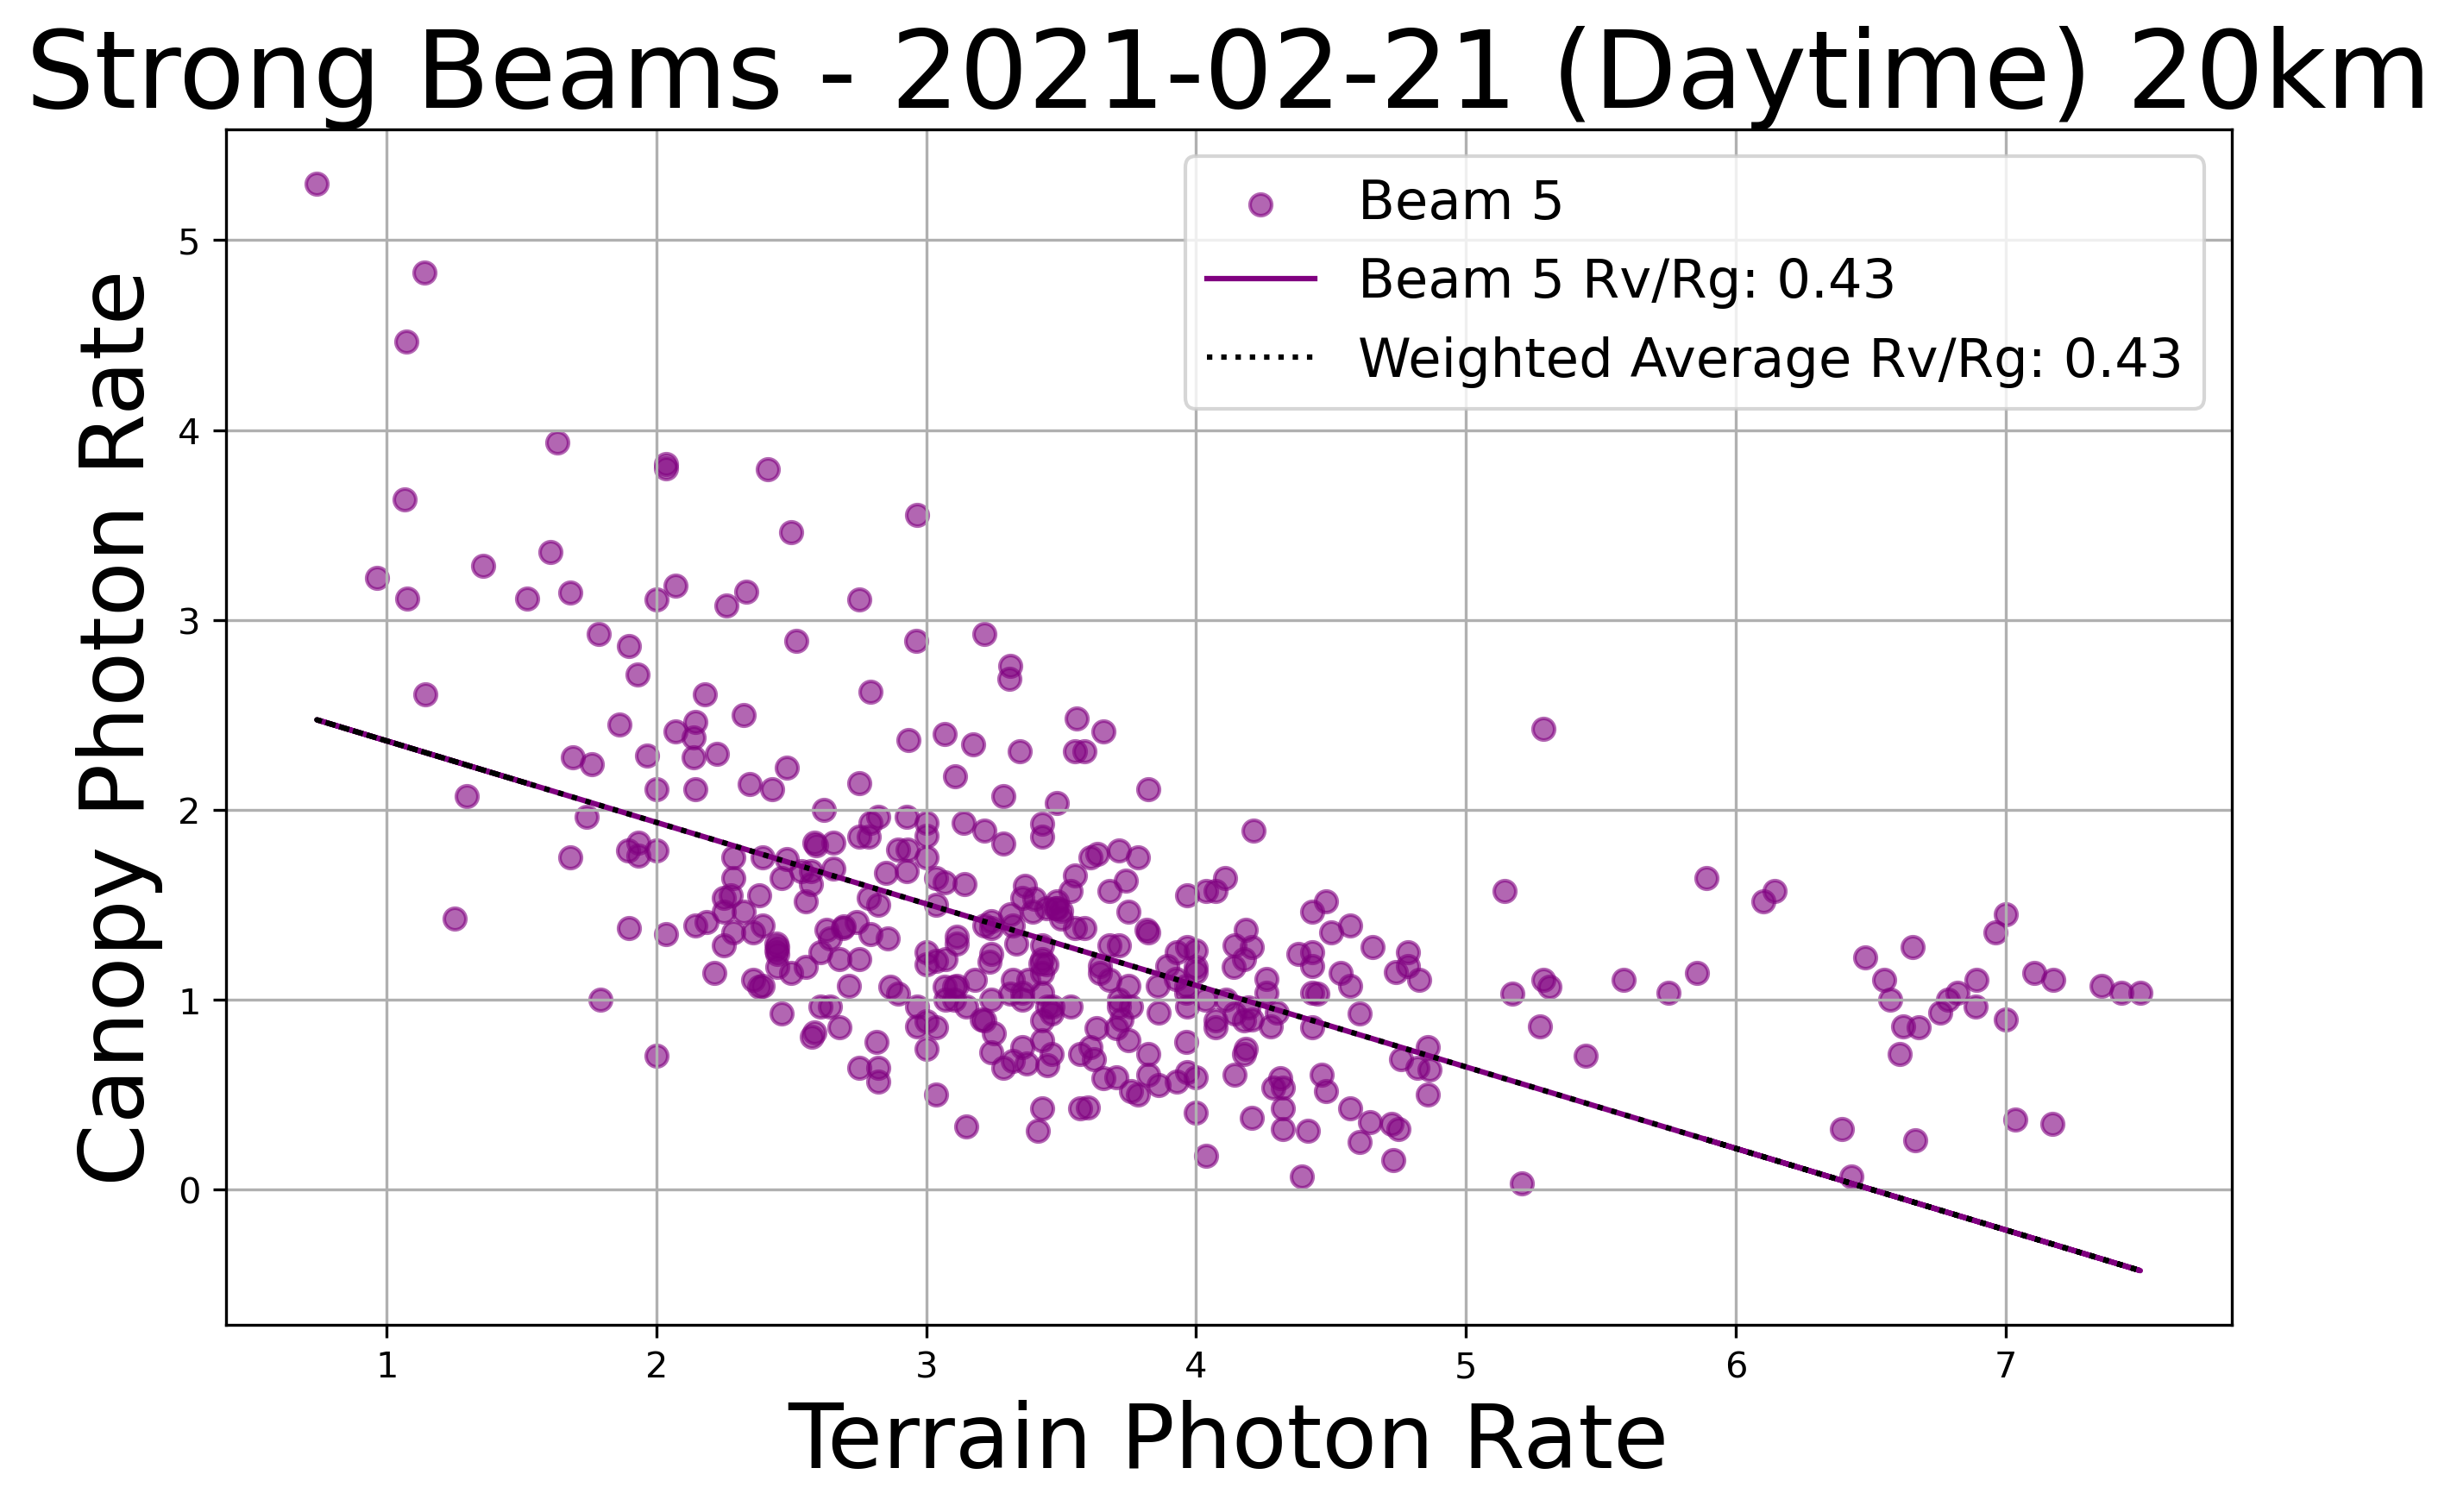 Strong Beams - 2021-02-21 (Daytime) 20km
Beam 5
Beam 5 Rv/Rg: 0.43
Weighted Average Rv/Rg: 0.43
Canopy Photon Rate
5
4
3
2
1
0
1 2 3 4 5 6 7
Terrain Photon Rate